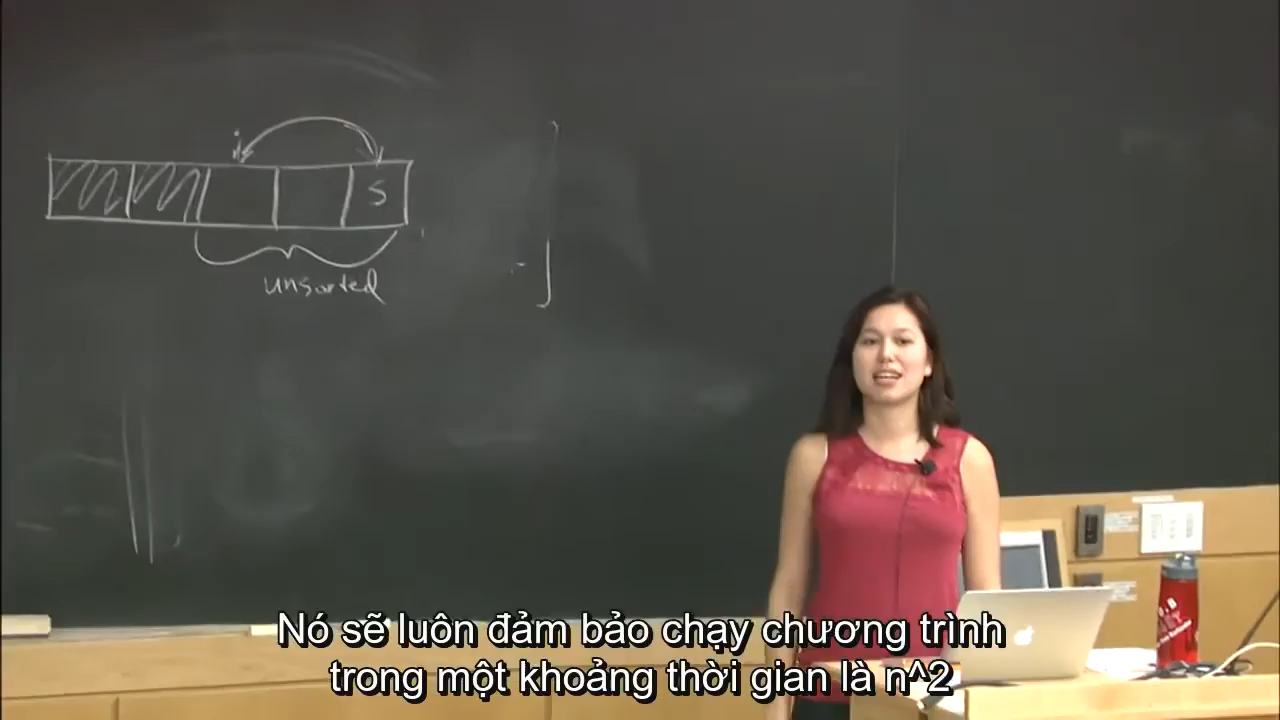 i
S
unsorted
Nó sẽ luôn đảm bảo chạy chương trình
trong một khoảng thời gian là n^2